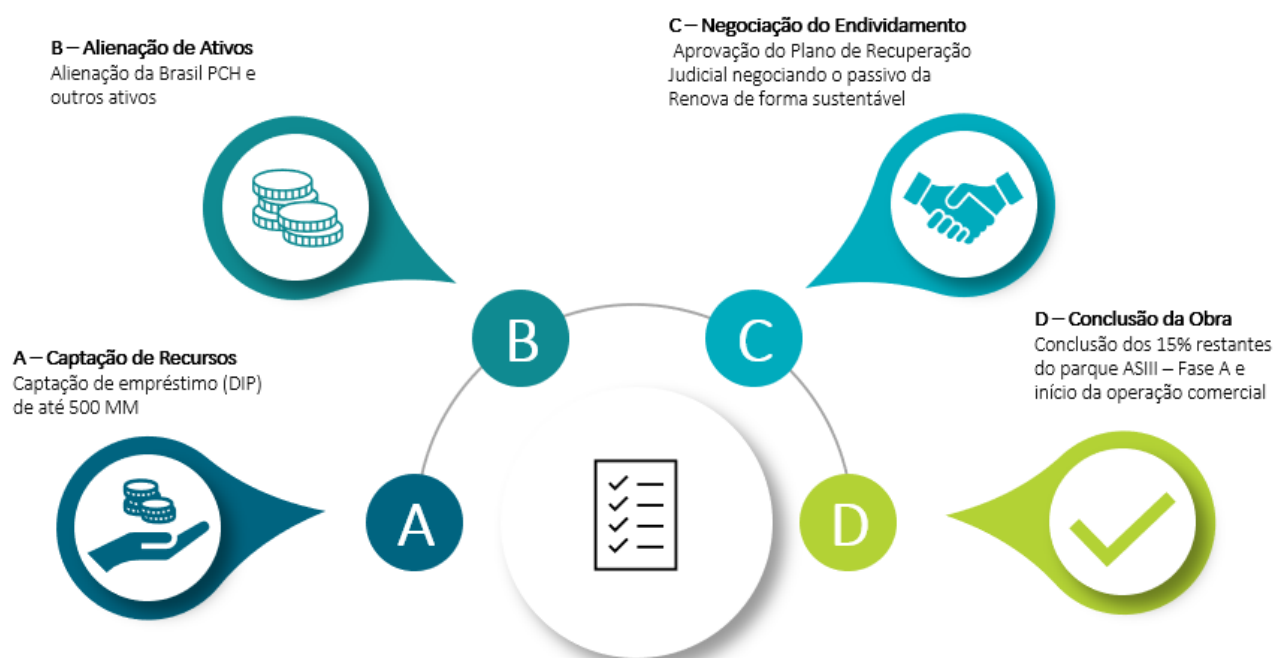 B – Alienação de Ativos
Alienação da Brasil PCH e
outros ativos
C – Negociação do Endividamento
Aprovação do Plano de Recuperação
Judicial negociando o passivo da
Renova de forma sustentável
A – Captação de Recursos
Captação de empréstimo (DIP)
de até 500 MM
D – Conclusão da Obra
Conclusão dos 15% restantes
do parque ASIII – Fase A e
início da operação comercial
B
C
A
D